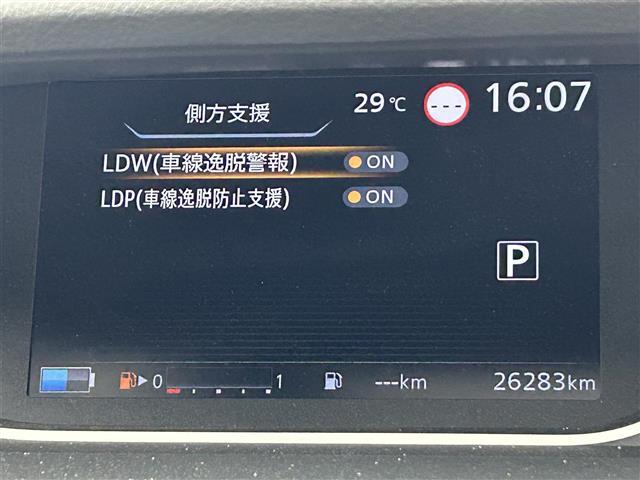 側方支援
29℃ --- 16:07
LDW(車線逸脱警報) ON
LDP(車線逸脱防止支援) ON
P
0 1 ---km 26283km